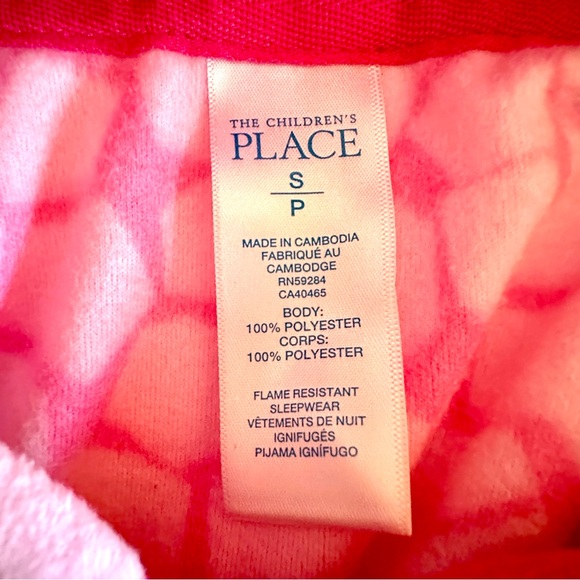 THE CHILDREN'S
PLACE
S
P
MADE IN CAMBODIA
FABRIQUÉ AU
CAMBODGE
RN59284
CA40465
BODY:
100% POLYESTER
CORPS:
100% POLYESTER
FLAME RESISTANT
SLEEPWEAR
VÊTEMENTS DE NUIT
IGNIFUGÉS
PIJAMA IGNÍFUGO